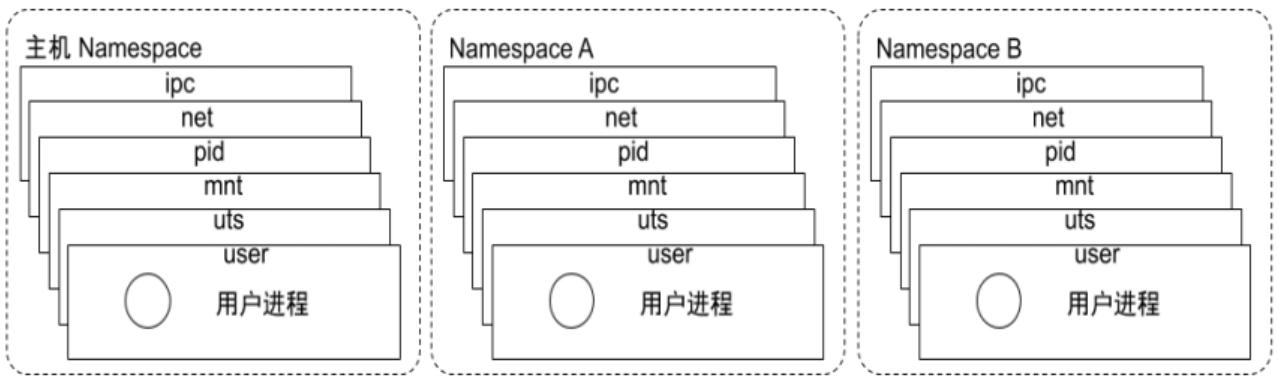 主机 Namespace
ipc
net
pid
mnt
uts
user
用户进程
Namespace A
ipc
net
pid
mnt
uts
user
用户进程
Namespace B
ipc
net
pid
mnt
uts
user
用户进程